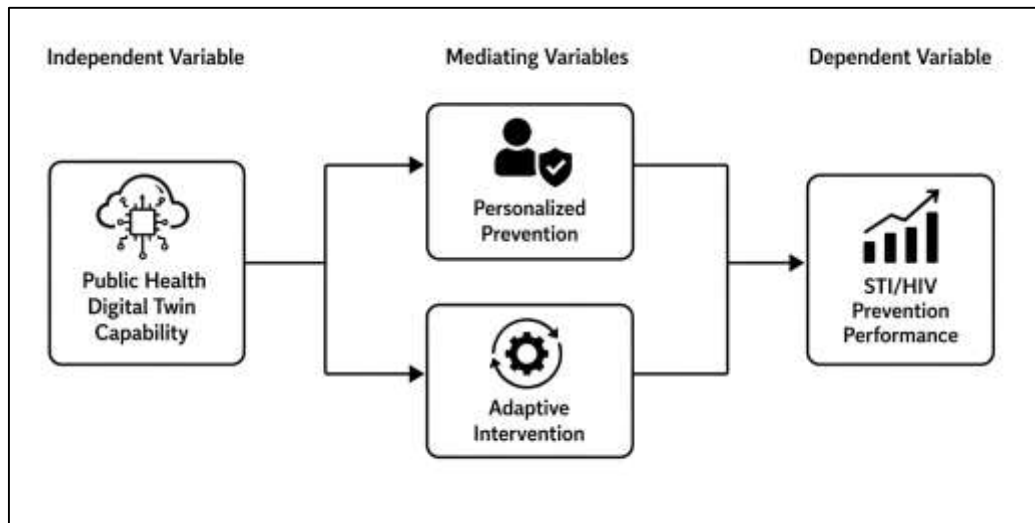 Independent Variable
Mediating Variables
Dependent Variable
Public Health
Digital Twin
Capability
Personalized
Prevention
Adaptive
Intervention
STI/HIV
Prevention
Performance